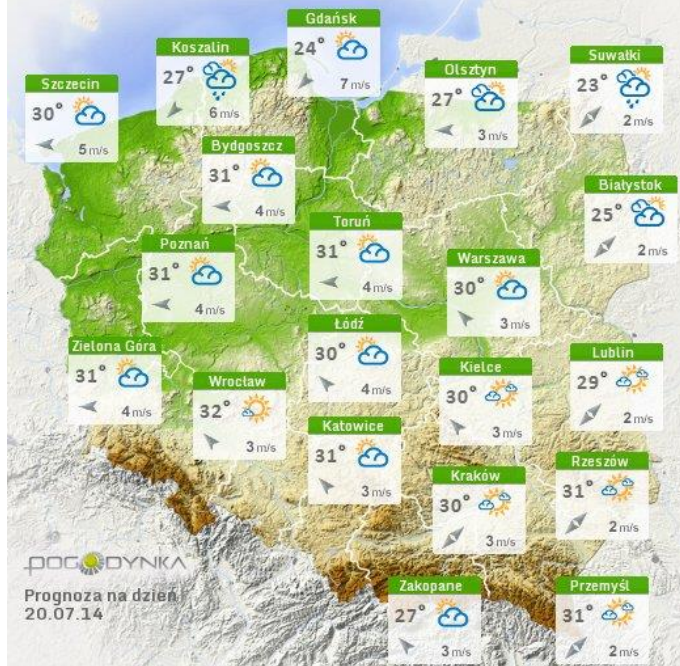 Gdańsk
24°
7 m/s
Koszalin
27°
6 m/s
Suwałki
23°
2 m/s
Szczecin
30°
5 m/s
Olsztyn
27°
3 m/s
Bydgoszcz
31°
4 m/s
Białystok
25°
2 m/s
Toruń
31°
4 m/s
Poznań
31°
4 m/s
Warszawa
30°
3 m/s
Łódź
30°
4 m/s
Zielona Góra
31°
4 m/s
Lublin
29°
2 m/s
Kielce
30°
3 m/s
Wrocław
32°
3 m/s
Katowice
31°
3 m/s
Rzeszów
31°
2 m/s
Kraków
30°
3 m/s
POGODYNKA
Prognoza na dzień
20.07.14
Zakopane
27°
3 m/s
Przemyśl
31°
2 m/s